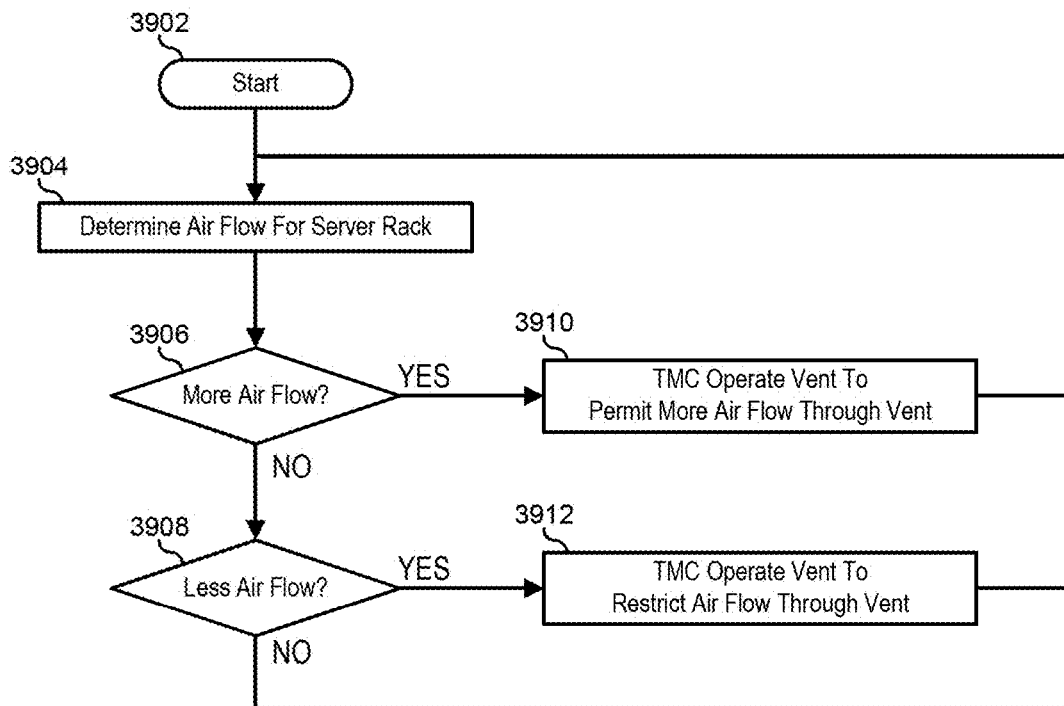 3902
Start
3904
Determine Air Flow For Server Rack
3906
More Air Flow?
YES
3910
TMC Operate Vent To
Permit More Air Flow Through Vent
NO
3908
Less Air Flow?
YES
3912
TMC Operate Vent To
Restrict Air Flow Through Vent
NO